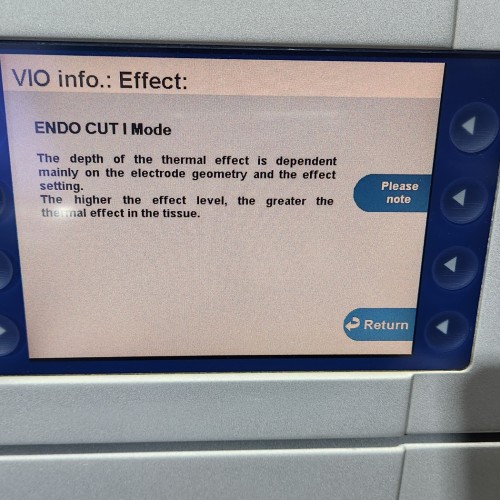 VIO info.: Effect:
ENDO CUT I Mode
The depth of the thermal effect is dependent
mainly on the electrode geometry and the effect
setting.
The higher the effect level, the greater the
thermal effect in the tissue.
Please
note
Return